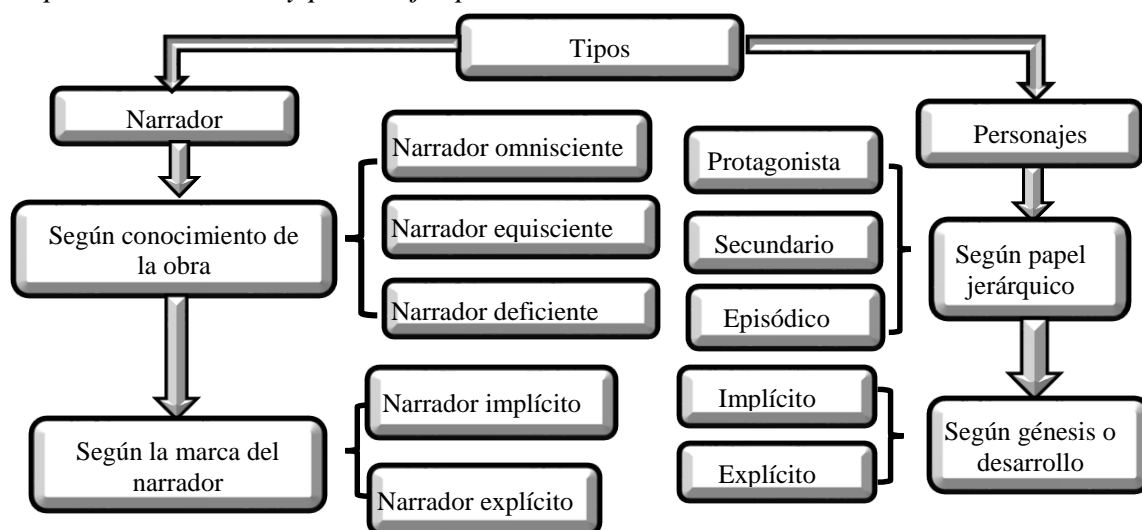 Tipos
Narrador
Según conocimiento de
la obra
Narrador omnisciente
Narrador equisciente
Narrador deficiente
Según la marca del
narrador
Narrador implícito
Narrador explícito
Personajes
Según papel
jerárquico
Protagonista
Secundario
Episódico
Según génesis o
desarrollo
Implícito
Explícito